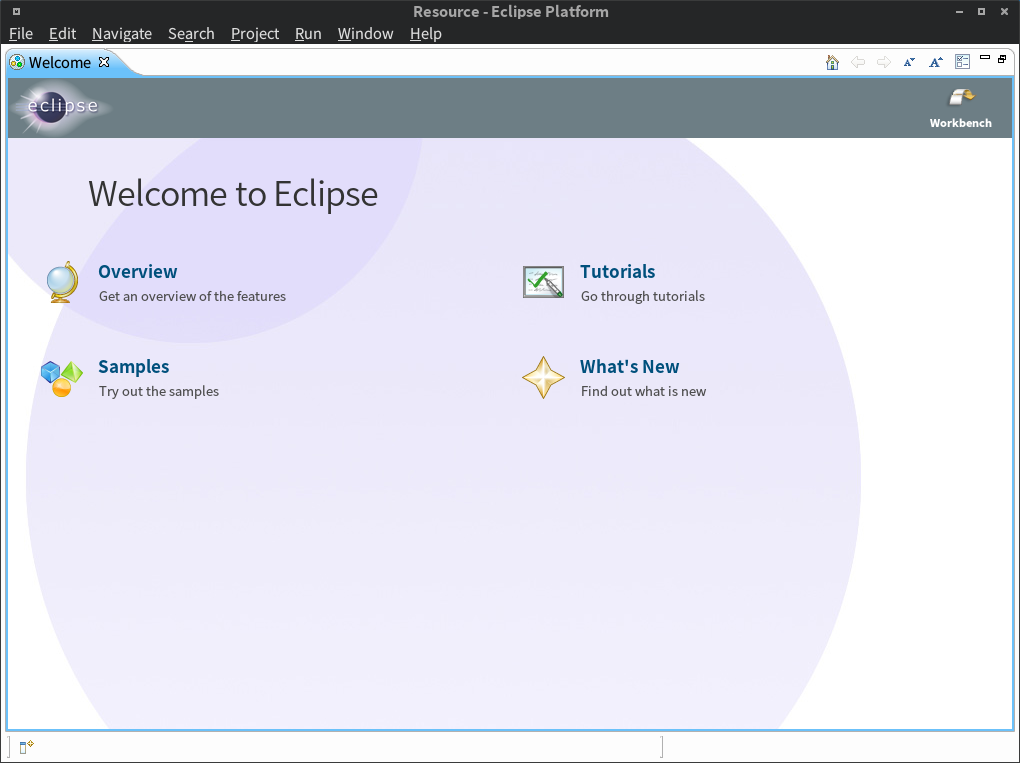 Resource - Eclipse Platform
File Edit Navigate Search Project Run Window Help
Welcome
eclipse
Workbench
Welcome to Eclipse
Overview
Get an overview of the features
Tutorials
Go through tutorials
Samples
Try out the samples
What's New
Find out what is new